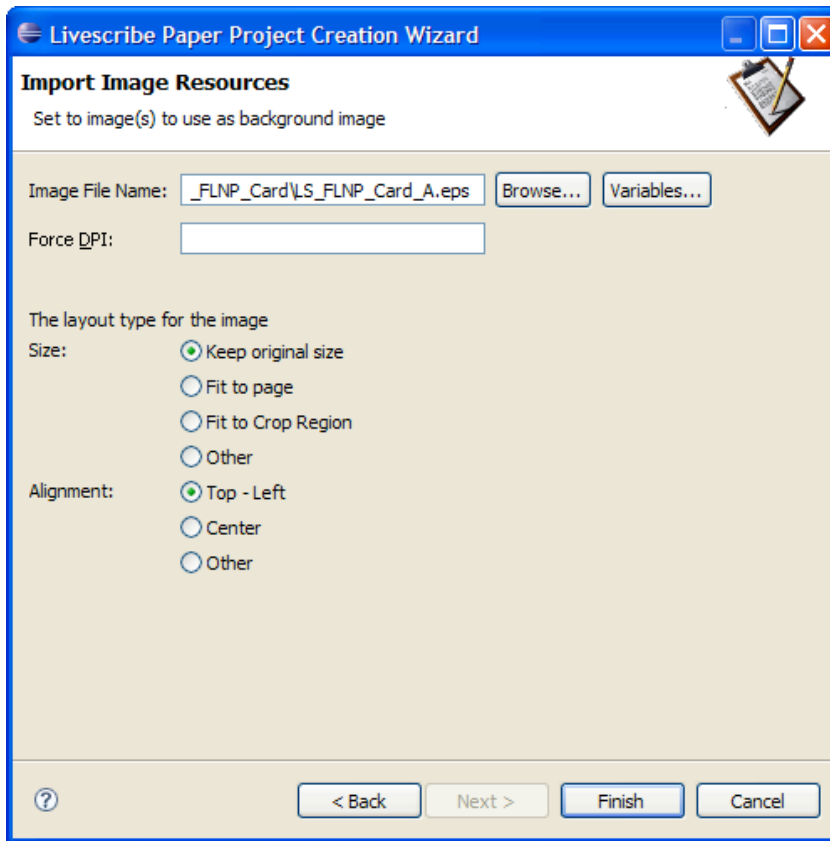 Livescribe Paper Project Creation Wizard
Import Image Resources
Set to image(s) to use as background image
Image File Name: _FLNP_Card\LS_FLNP_Card_A.eps Browse... Variables...
Force DPI:
The layout type for the image
Size: Keep original size
Fit to page
Fit to Crop Region
Other
Alignment: Top - Left
Center
Other
? < Back Next > Finish Cancel